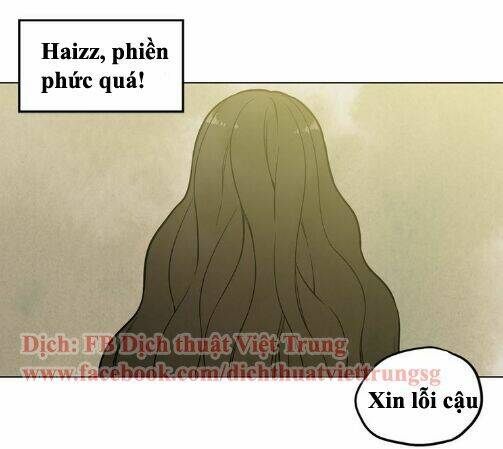 Haizz, phiền
phức quá!
Dịch: FB Dịch thuật Việt Trung
www.facebook.com/dichthuatviettrungsg
Xin lỗi cậu